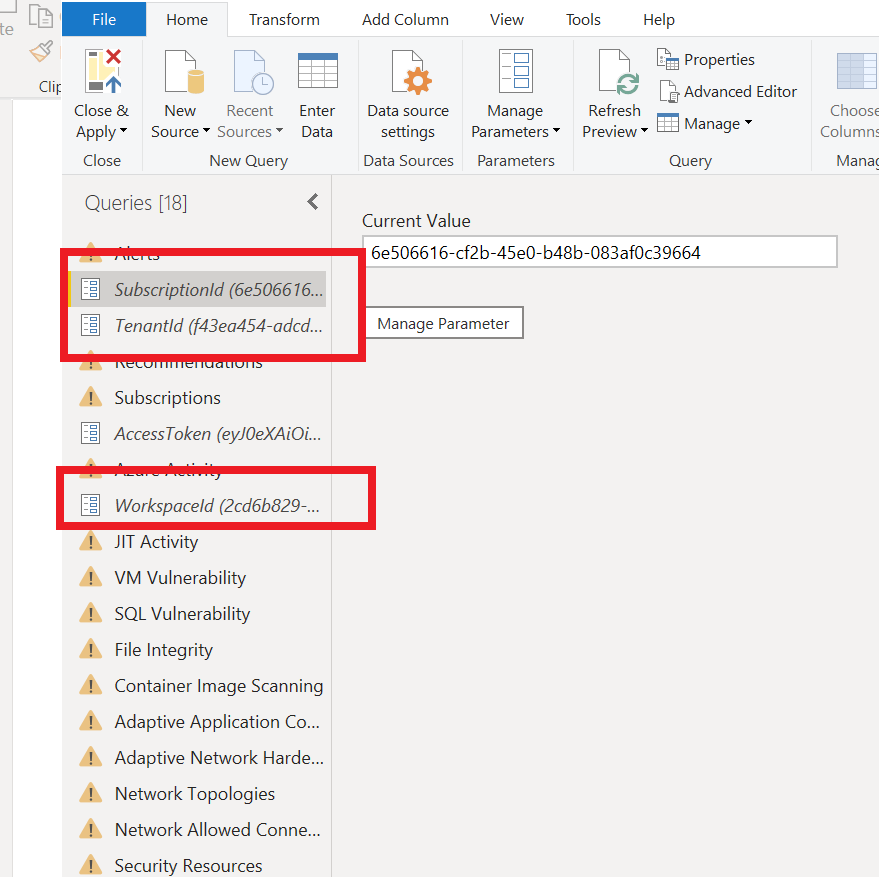 te
Clip
File Home Transform Add Column View Tools Help
Close & Apply
New Source
Recent Sources
Enter Data
Data source settings
Manage Parameters
Refresh Preview
Properties
Advanced Editor
Manage
Choose Columns
Close
New Query
Data Sources
Parameters
Query
Manag
Queries [18]
Current Value
6e506616-cf2b-45e0-b48b-083af0c39664
Manage Parameter
Alerts
SubscriptionId (6e506616...
TenantId (f43ea454-adcd...
Recommendations
Subscriptions
AccessToken (eyJ0eXAiOi...
Azure Activity
WorkspaceId (2cd6b829-...
JIT Activity
VM Vulnerability
SQL Vulnerability
File Integrity
Container Image Scanning
Adaptive Application Co...
Adaptive Network Harde...
Network Topologies
Network Allowed Conne...
Security Resources